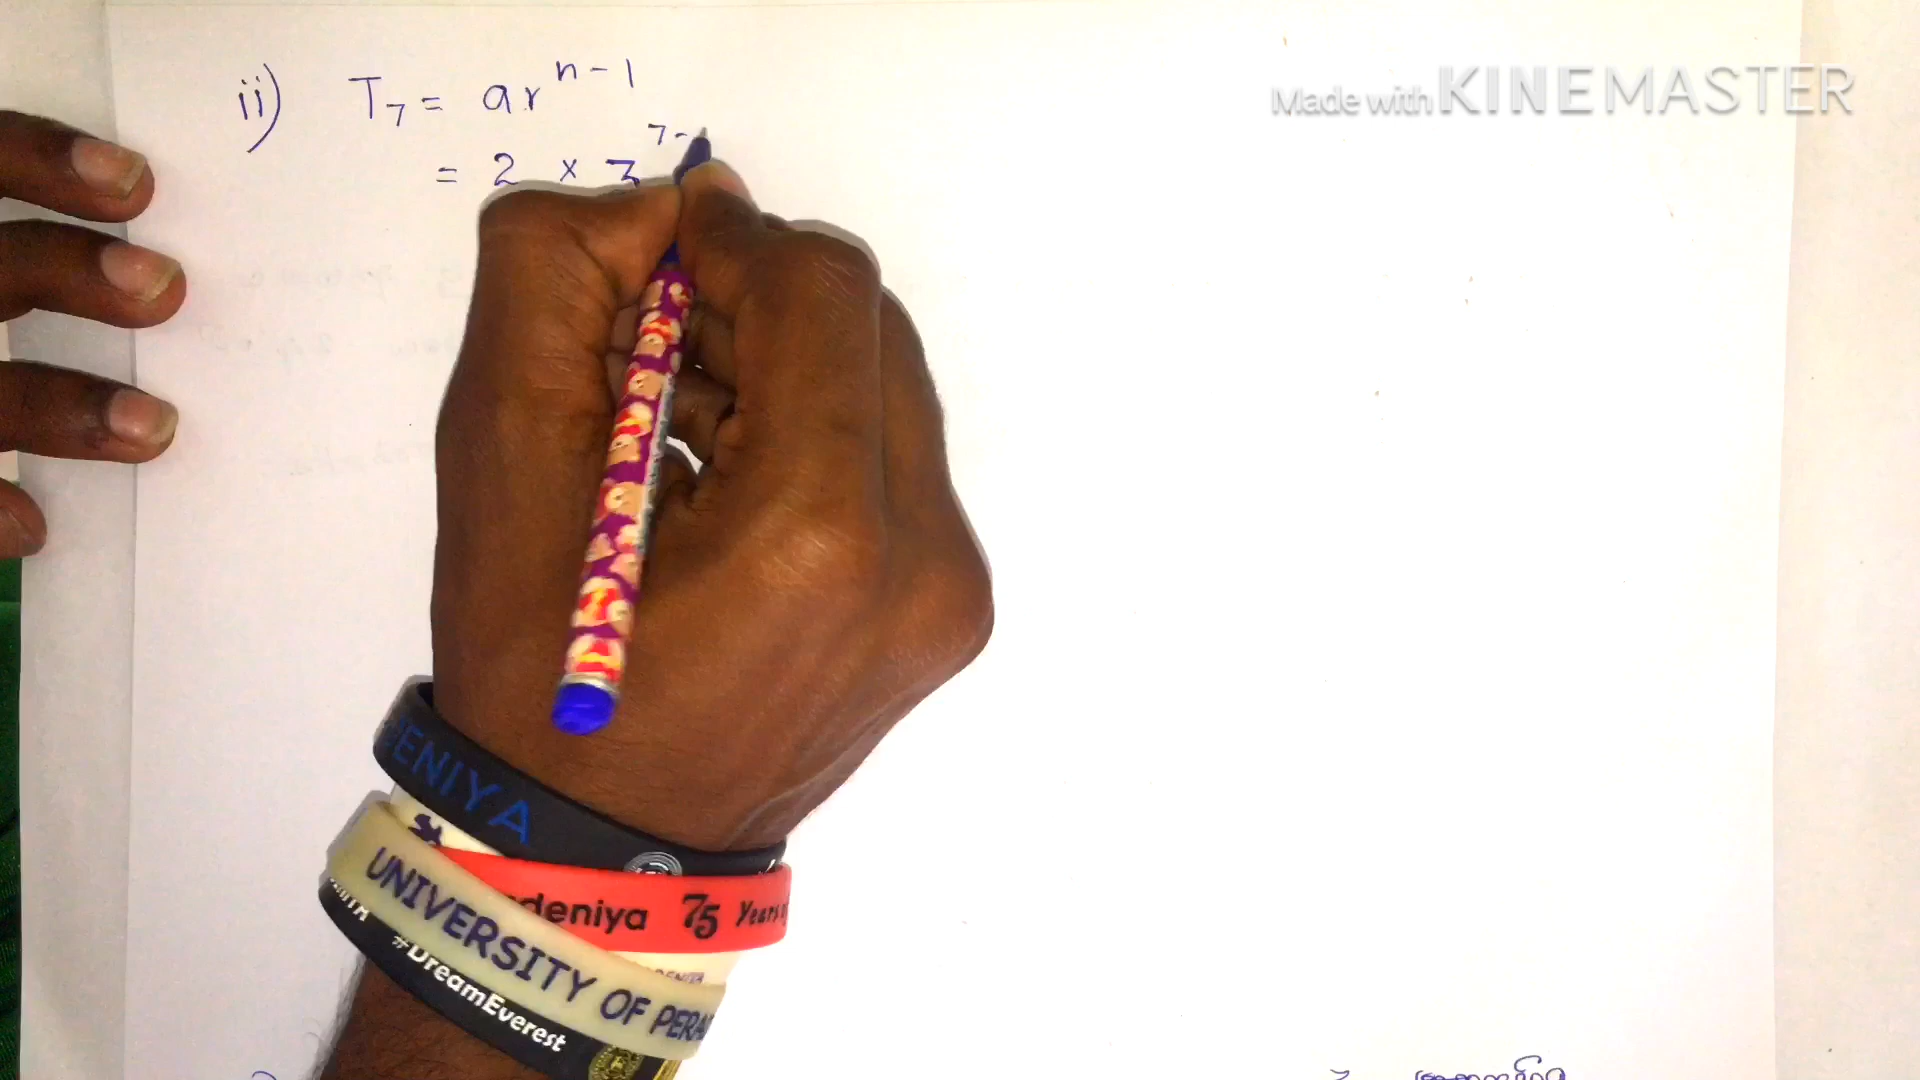 ii) T₇ = ar^(n-1)
= 2 × 3^(7-
Made with KINEMASTER
ENIYA
deniya 75 Years
UNIVERSITY OF PERA
#DreamEverest